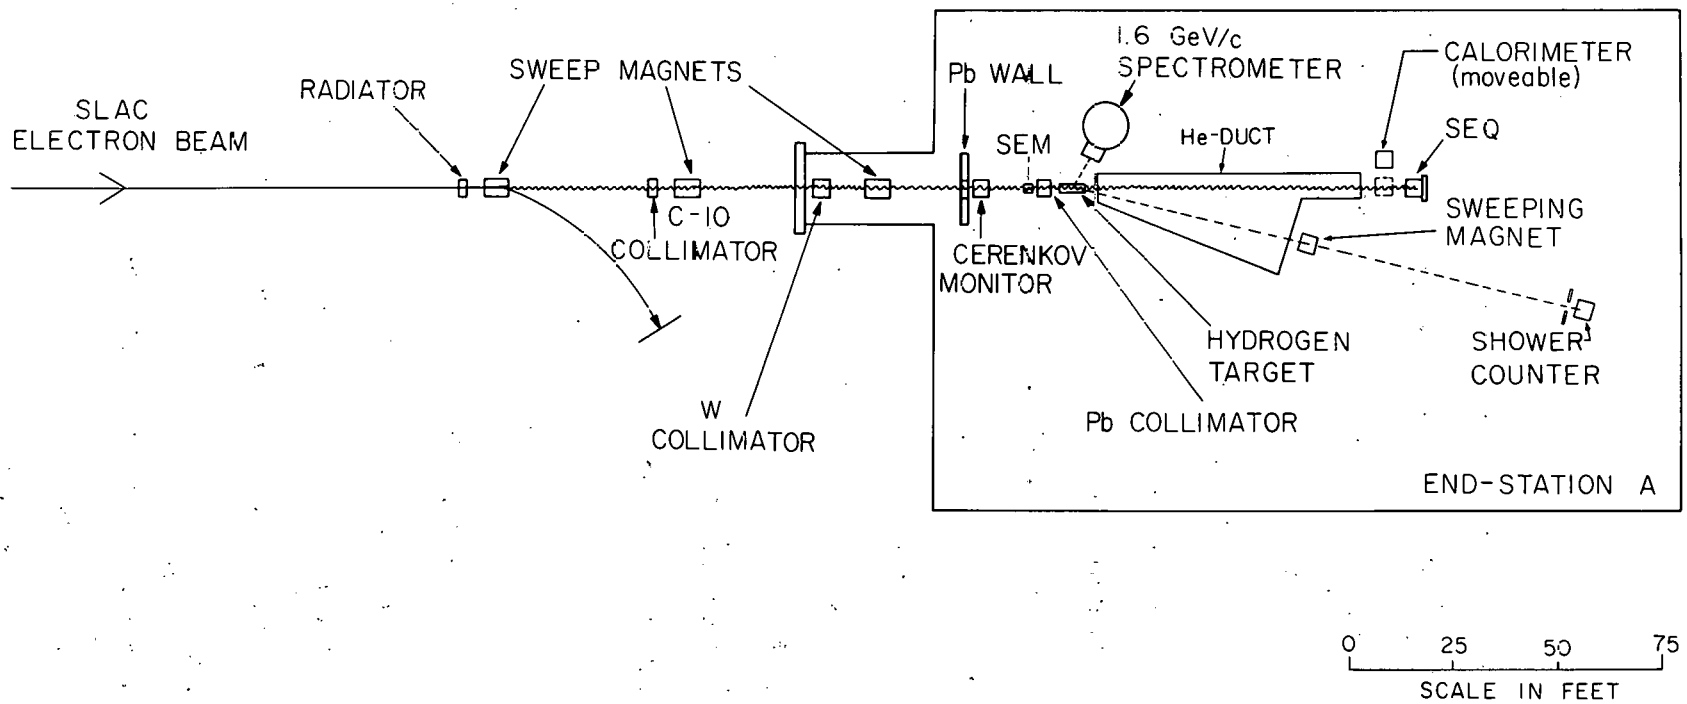 SLAC
ELECTRON BEAM
RADIATOR
SWEEP MAGNETS
C-10
COLLIMATOR
W
COLLIMATOR
Pb WALL
1.6 GeV/c
SPECTROMETER
SEM
He-DUCT
CALORIMETER
(moveable)
SEQ
SWEEPING
MAGNET
CERENKOV
MONITOR
HYDROGEN
TARGET
Pb COLLIMATOR
SHOWER
COUNTER
END-STATION A
0 25 50 75
SCALE IN FEET